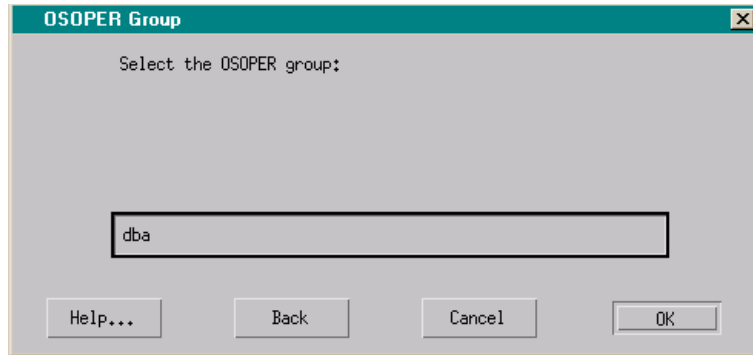 OSOPER Group
Select the OSOPER group:
dba
Help...
Back
Cancel
OK